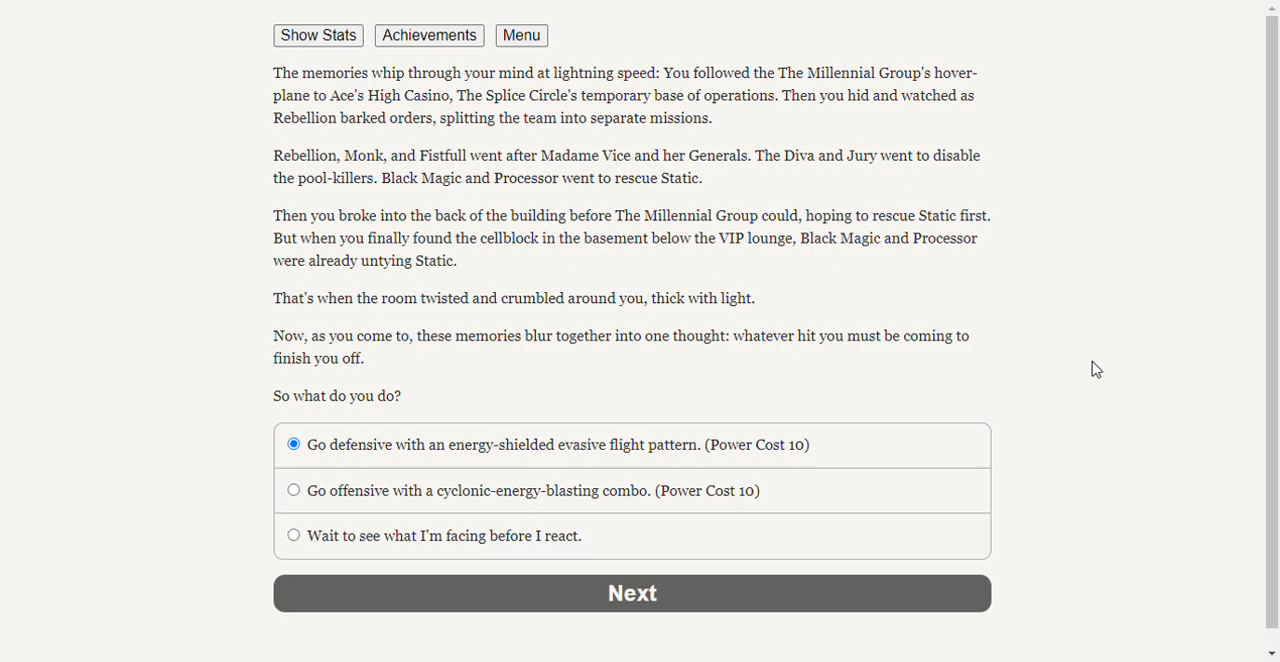 Show Stats Achievements Menu
The memories whip through your mind at lightning speed: You followed the The Millennial Group's hover-
plane to Ace's High Casino, The Splice Circle's temporary base of operations. Then you hid and watched as
Rebellion barked orders, splitting the team into separate missions.
Rebellion, Monk, and Fistfull went after Madame Vice and her Generals. The Diva and Jury went to disable
the pool-killers. Black Magic and Processor went to rescue Static.
Then you broke into the back of the building before The Millennial Group could, hoping to rescue Static first.
But when you finally found the cellblock in the basement below the VIP lounge, Black Magic and Processor
were already untying Static.
That's when the room twisted and crumbled around you, thick with light.
Now, as you come to, these memories blur together into one thought: whatever hit you must be coming to
finish you off.
So what do you do?
Go defensive with an energy-shielded evasive flight pattern. (Power Cost 10)
Go offensive with a cyclonic-energy-blasting combo. (Power Cost 10)
Wait to see what I'm facing before I react.
Next